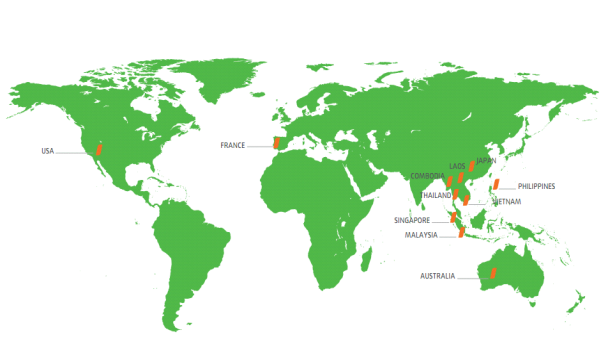 JAPAN
LAOS
USA
FRANCE
COMBODIA
PHILIPPINES
THAILAND
VIETNAM
SINGAPORE
MALAYSIA
AUSTRALIA